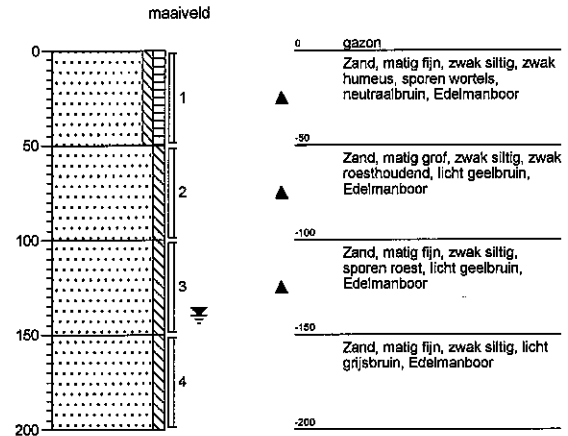 maaiveld
0
50
100
150
200
1
2
3
4
0 gazon
Zand, matig fijn, zwak siltig, zwak
humeus, sporen wortels,
neutraalbruin, Edelmanboor
-50
Zand, matig grof, zwak siltig, zwak
roesthoudend, licht geelbruin,
Edelmanboor
-100
Zand, matig fijn, zwak siltig,
sporen roest, licht geelbruin,
Edelmanboor
-150
Zand, matig fijn, zwak siltig, licht
grijsbruin, Edelmanboor
-200